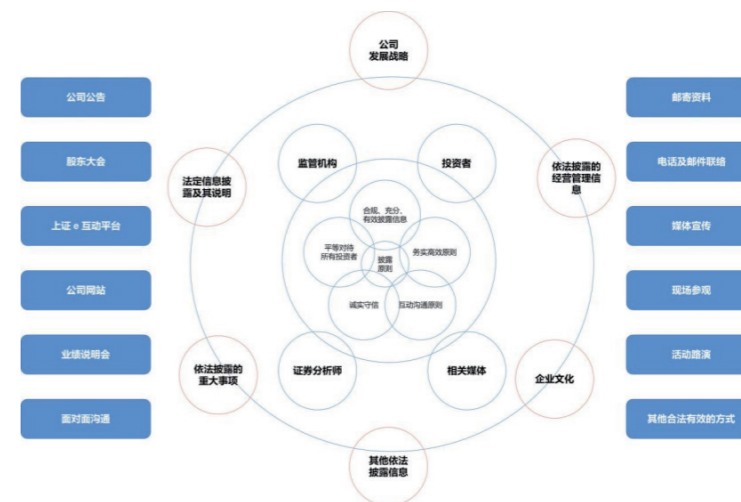 公司
发展战略
公司公告
股东大会
上证 e 互动平台
公司网站
业绩说明会
面对面沟通
监管机构
投资者
法定信息披
露及其说明
依法披露的
经营管理信
息
合规、充分、
有效披露信息
平等对待
所有投资者
务实高效原则
披露
原则
诚实守信
互动沟通原则
依法披露的
重大事项
证券分析师
相关媒体
企业文化
其他依法
披露信息
邮寄资料
电话及邮件联络
媒体宣传
现场参观
活动路演
其他合法有效的方式